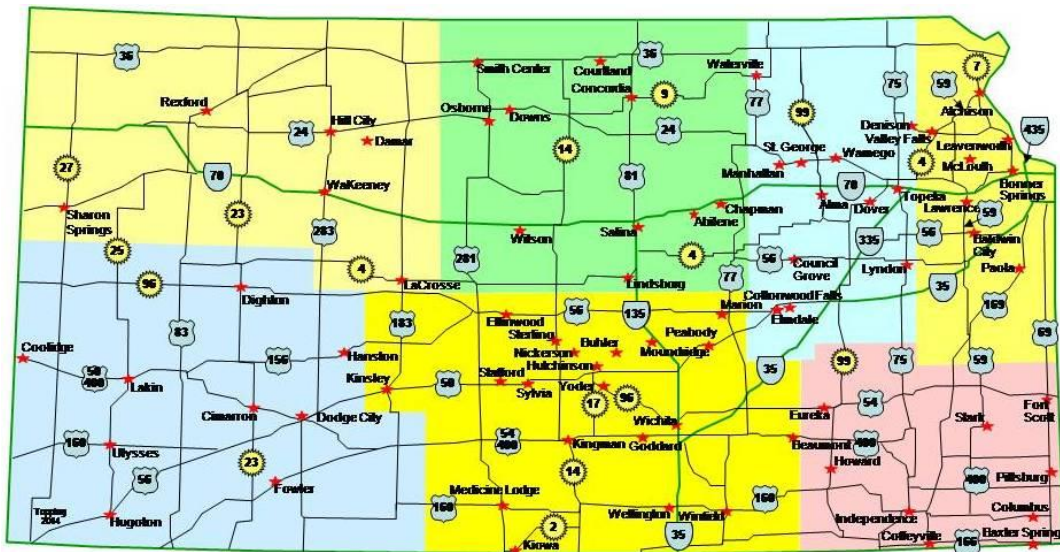 36
36
7
Smith Center
Courtland
Waterville
Concordia
9
77
75
59
Rexford
Atchison
Osborne
Downs
99
Denison
435
24
Hill City
24
Valley Falls
Leavenworth
Damar
14
St. George
Wamego
4
McLouth
27
70
81
Manhattan
70
Bonner
Springs
WaKeeney
Topeka
Sharon
Springs
23
Chapman
Alma
Dover
Lawrence
59
283
Wilson
Salina
Abilene
335
56
Baldwin
City
25
281
4
56
Council
Grove
Lyndon
Paola
4
77
96
LaCrosse
Lindsborg
35
Dighton
Cottonwood Falls
169
183
Ellinwood
56
135
Marion
Elmdale
83
Sterling
Peabody
69
Coolidge
156
Hanston
Nickerson
Buhler
Moundridge
99
75
59
50
400
Hutchinson
35
Lakin
Kinsley
50
Stafford
Sylvia
Yoder
Cimarron
Dodge City
17
96
Eureka
54
Fort
Scott
Wichita
Stark
160
Ulysses
54
400
Kingman
Goddard
Beaumont
400
23
Howard
56
Fowler
14
400
Pittsburg
Medicine Lodge
160
Topping
2014
Hugoton
160
Wellington
Winfield
Independence
Columbus
2
Kiowa
35
Coffeyville
166
Baxter Spring